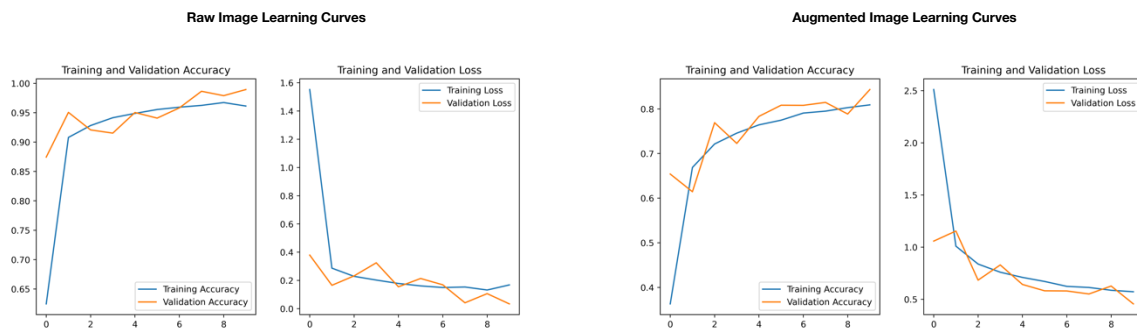 Raw Image Learning Curves
Augmented Image Learning Curves
Training and Validation Accuracy
1.00
0.95
0.90
0.85
0.80
0.75
0.70
0.65
0 2 4 6 8
Training Accuracy
Validation Accuracy
Training and Validation Loss
1.6
1.4
1.2
1.0
0.8
0.6
0.4
0.2
0.0
0 2 4 6 8
Training Loss
Validation Loss
Training and Validation Accuracy
0.8
0.7
0.6
0.5
0.4
0 2 4 6 8
Training Accuracy
Validation Accuracy
Training and Validation Loss
2.5
2.0
1.5
1.0
0.5
0 2 4 6 8
Training Loss
Validation Loss